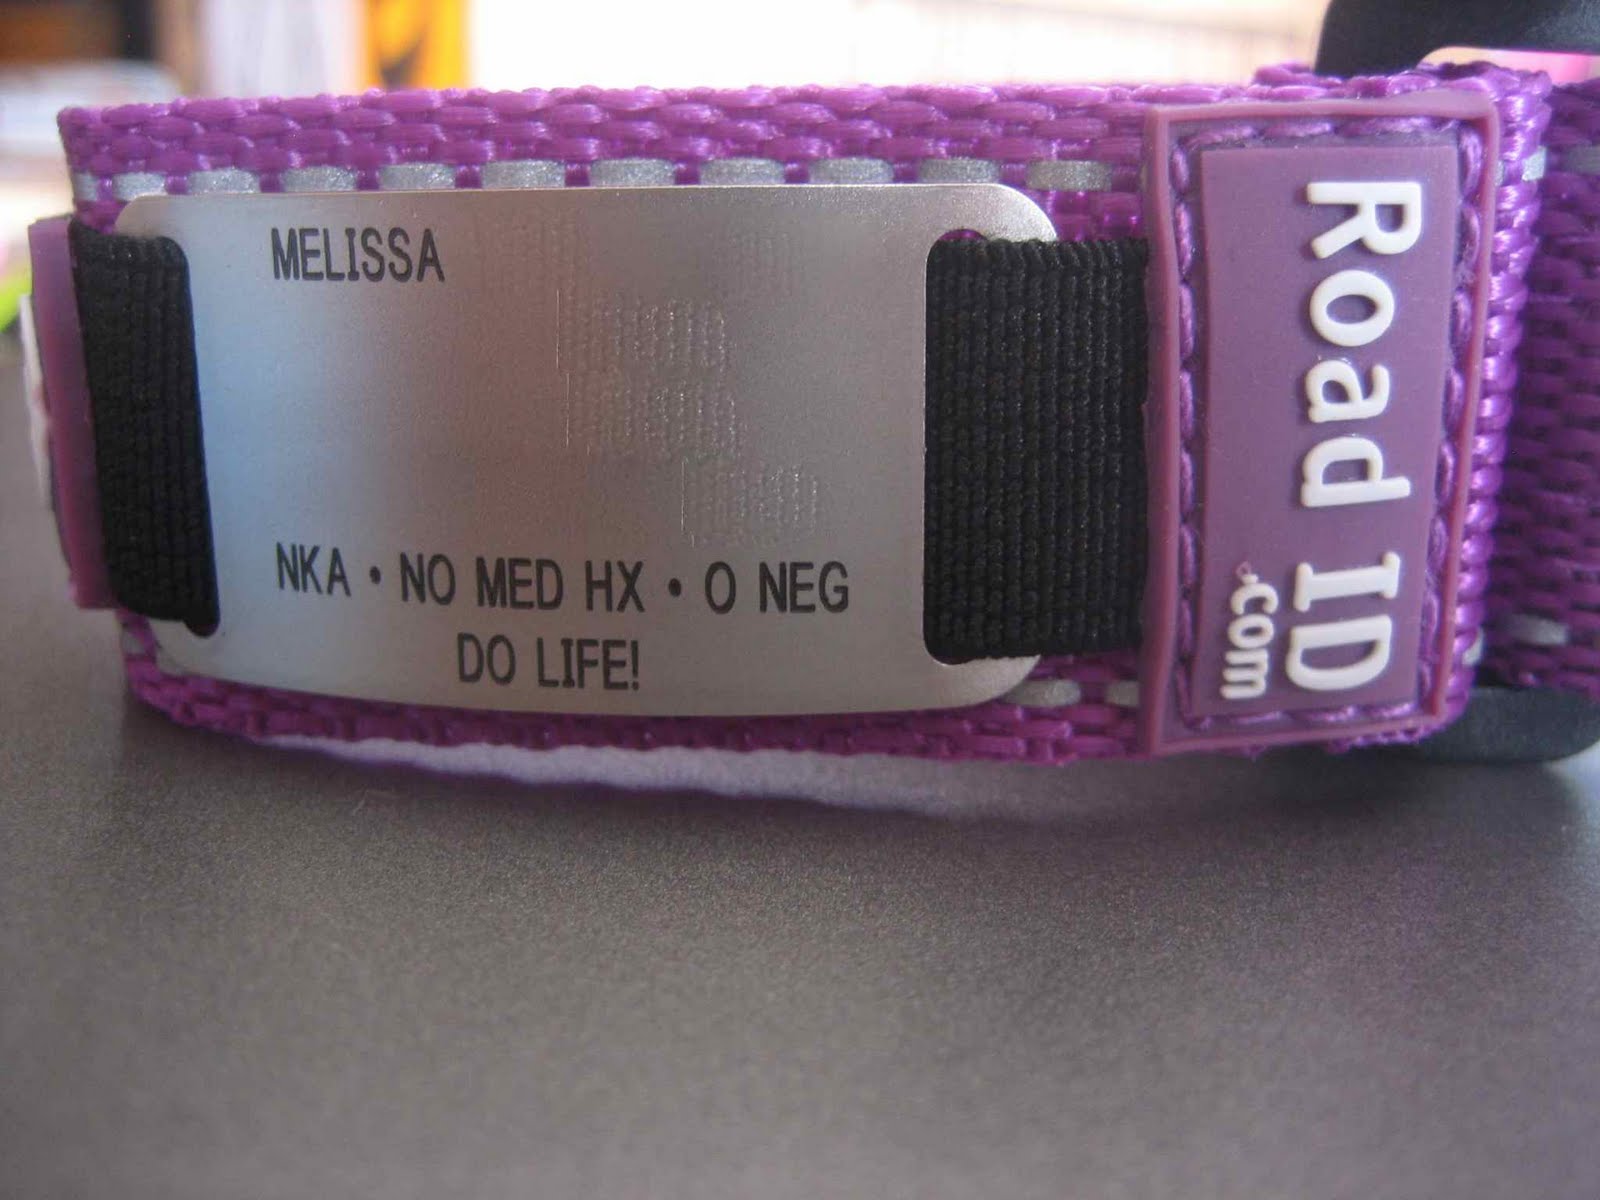 MELISSA
NKA • NO MED HX • O NEG
DO LIFE!
Road ID
.com